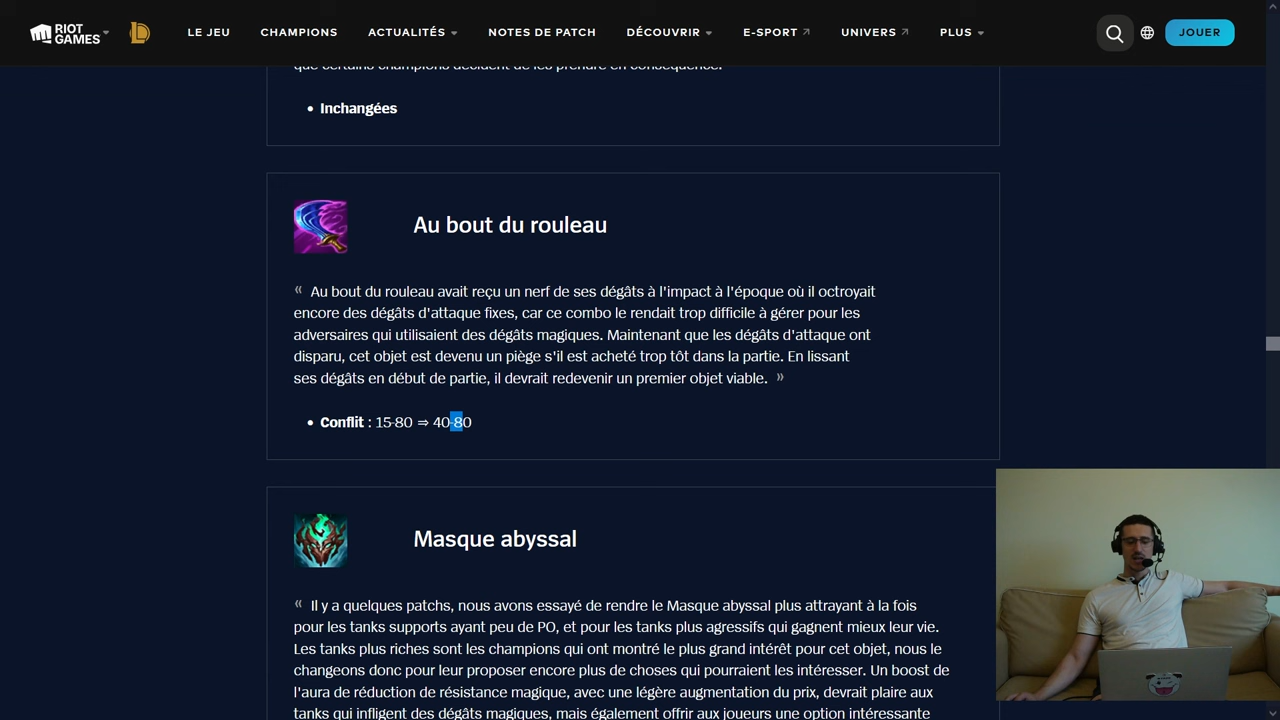 RIOT GAMES
LE JEU CHAMPIONS ACTUALITÉS NOTES DE PATCH DÉCOUVRIR E-SPORT UNIVERS PLUS JOUER
que certains champions décident de les prendre en conséquence.
• Inchangées
Au bout du rouleau
« Au bout du rouleau avait reçu un nerf de ses dégâts à l'impact à l'époque où il octroyait
encore des dégâts d'attaque fixes, car ce combo le rendait trop difficile à gérer pour les
adversaires qui utilisaient des dégâts magiques. Maintenant que les dégâts d'attaque ont
disparu, cet objet est devenu un piège s'il est acheté trop tôt dans la partie. En lissant
ses dégâts en début de partie, il devrait redevenir un premier objet viable. »
• Conflit : 15-80 ⇒ 40-80
Masque abyssal
« Il y a quelques patchs, nous avons essayé de rendre le Masque abyssal plus attrayant à la fois
pour les tanks supports ayant peu de PO, et pour les tanks plus agressifs qui gagnent mieux leur vie.
Les tanks plus riches sont les champions qui ont montré le plus grand intérêt pour cet objet, nous le
changeons donc pour leur proposer encore plus de choses qui pourraient les intéresser. Un boost de
l'aura de réduction de résistance magique, avec une légère augmentation du prix, devrait plaire aux
tanks qui infligent des dégâts magiques, mais également offrir aux joueurs une option intéressante